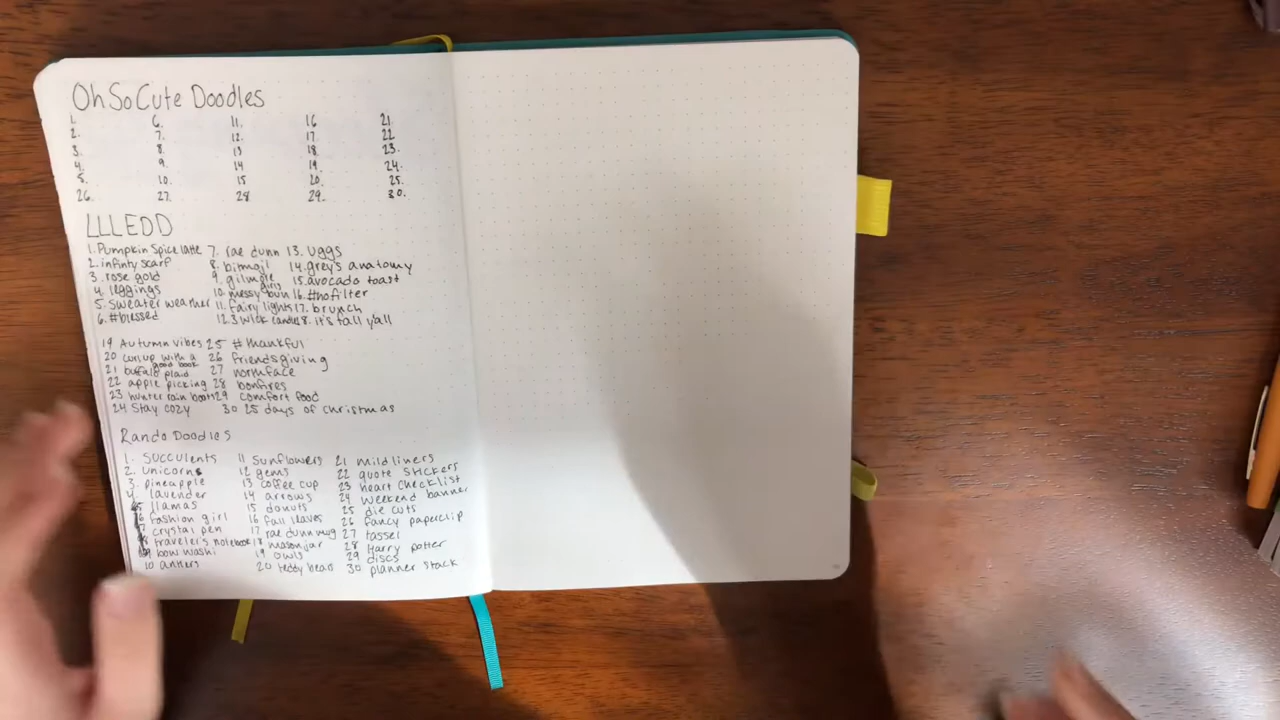 OhSoCute Doodles
1. 6. 11. 16 21.
2. 7. 12. 17 22
3. 8. 13 18 23.
4. 9. 14 19. 24.
5. 10. 15 20. 25.
26. 27. 28 29. 30.
LLLEDD
1. Pumpkin Spice latte 7. rae dunn 13. uggs
2. infinty scarf 8. bitmoji 14. grey's anatomy
3. rose gold 9. gilmore girls 15. avocado toast
4. leggings 10. messy bun 16. #nofilter
5. Sweater weather 11. fairy lights 17. brunch
6. #blessed 12. 3 wick candle 8. it's fall y'all
19 Autumn vibes 25 #thankful
20 curl up with a good book 26 friendsgiving
21 buffalo plaid 27 northface
22 apple picking 28 bonfires
23 hunter rain boots 29 comfort food
24 Stay cozy 30 25 days of christmas
Rando Doodles
1. Succulents 11 Sunflowers 21 mildliners
2. unicorns 12 gems 22 quote stickers
3. pineapple 13 coffee cup 23 heart checklist
4. lavender 14 arrows 24 weekend banner
5 llamas 15 donuts 25 die cuts
6 fashion girl 16 fall leaves 26 fancy paperclip
7 crystal pen 17 rae dunn mug 27 tassel
8 traveler's notebook 18 mason jar 28 Harry potter
9 bow washi 19 owls 29 discs
10 antlers 20 teddy head 30 planner stack